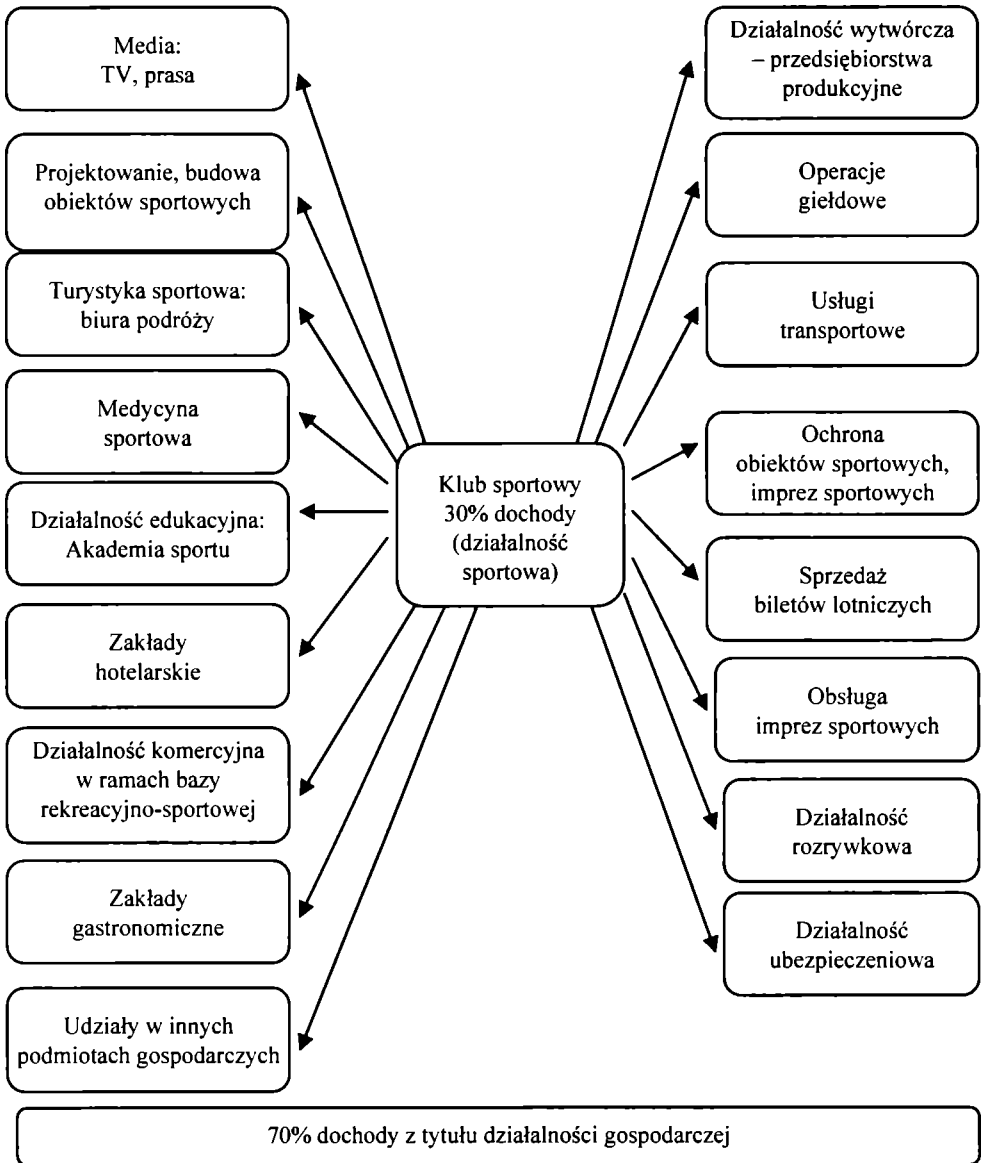 Media:
TV, prasa
Projektowanie, budowa
obiektów sportowych
Turystyka sportowa:
biura podróży
Medycyna
sportowa
Działalność edukacyjna:
Akademia sportu
Zakłady
hotelarskie
Działalność komercyjna
w ramach bazy
rekreacyjno-sportowej
Zakłady
gastronomiczne
Udziały w innych
podmiotach gospodarczych
Klub sportowy
30% dochody
(działalność
sportowa)
Działalność wytwórcza
– przedsiębiorstwa
produkcyjne
Operacje
giełdowe
Usługi
transportowe
Ochrona
obiektów sportowych,
imprez sportowych
Sprzedaż
biletów lotniczych
Obsługa
imprez sportowych
Działalność
rozrywkowa
Działalność
ubezpieczeniowa
70% dochody z tytułu działalności gospodarczej